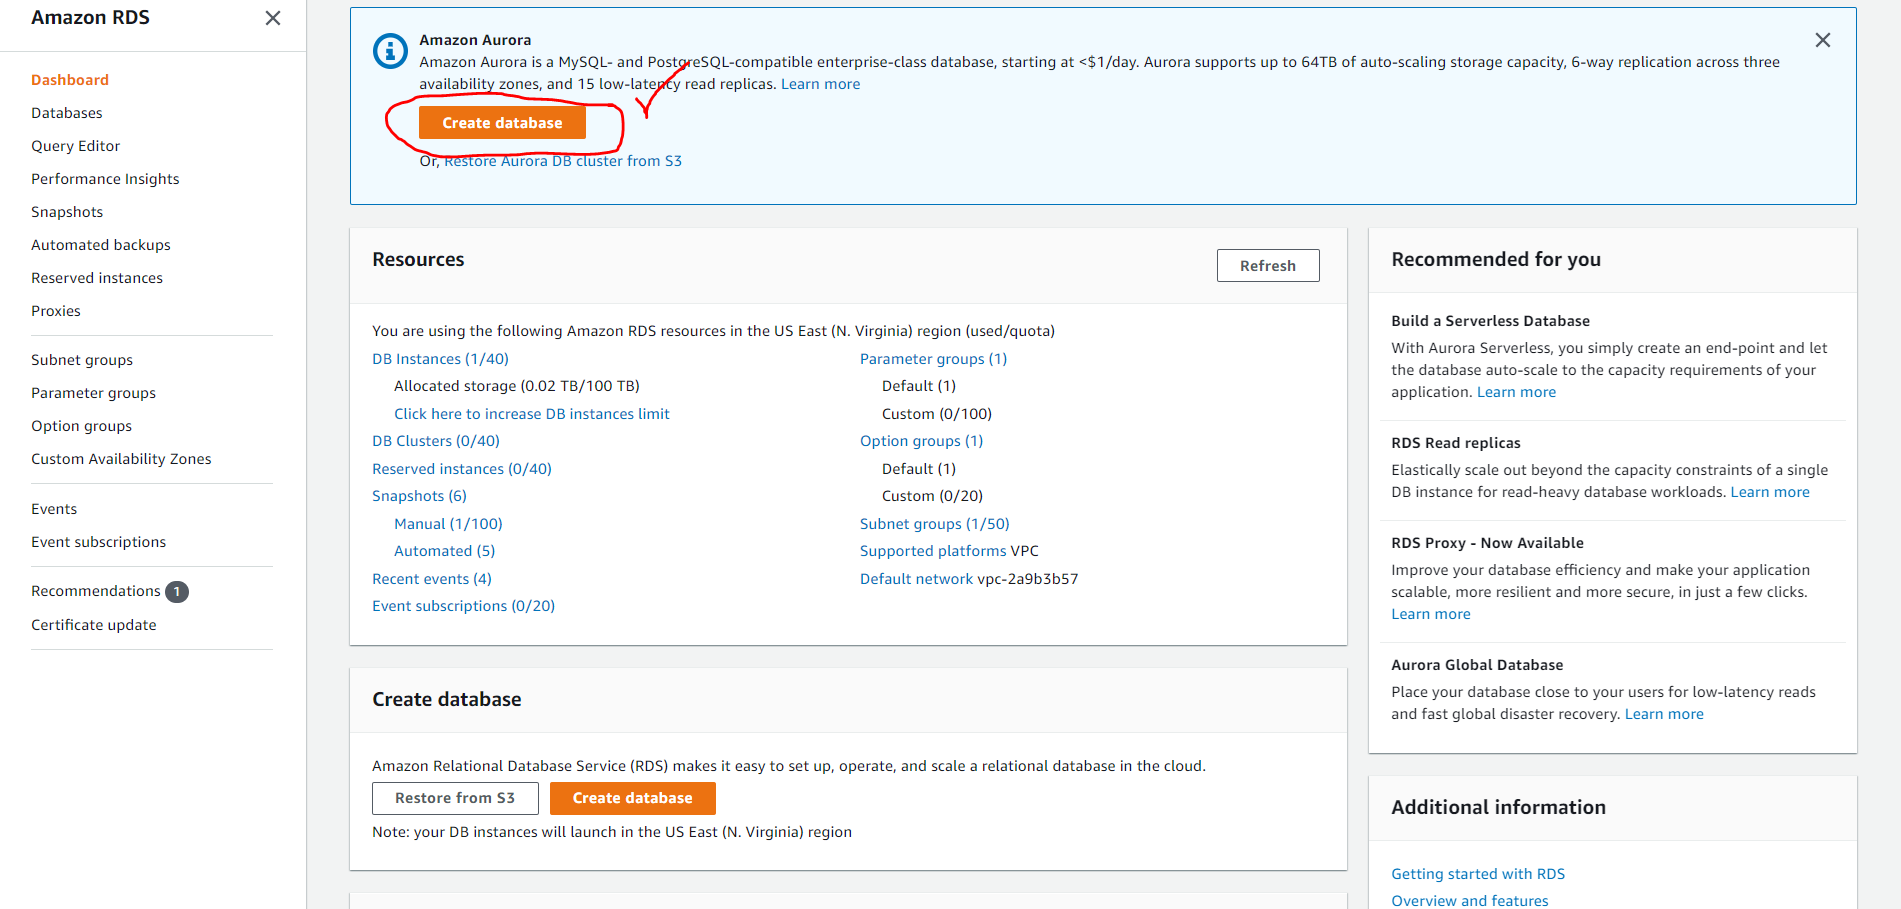 Amazon RDS
Dashboard
Databases
Query Editor
Performance Insights
Snapshots
Automated backups
Reserved instances
Proxies
Subnet groups
Parameter groups
Option groups
Custom Availability Zones
Events
Event subscriptions
Recommendations 1
Certificate update
Amazon Aurora
Amazon Aurora is a MySQL- and PostgreSQL-compatible enterprise-class database, starting at <$1/day. Aurora supports up to 64TB of auto-scaling storage capacity, 6-way replication across three
availability zones, and 15 low-latency read replicas. Learn more
Create database
Or, Restore Aurora DB cluster from S3
Resources
Refresh
You are using the following Amazon RDS resources in the US East (N. Virginia) region (used/quota)
DB Instances (1/40)
Allocated storage (0.02 TB/100 TB)
Click here to increase DB instances limit
DB Clusters (0/40)
Reserved instances (0/40)
Snapshots (6)
Manual (1/100)
Automated (5)
Recent events (4)
Event subscriptions (0/20)
Parameter groups (1)
Default (1)
Custom (0/100)
Option groups (1)
Default (1)
Custom (0/20)
Subnet groups (1/50)
Supported platforms VPC
Default network vpc-2a9b3b57
Create database
Amazon Relational Database Service (RDS) makes it easy to set up, operate, and scale a relational database in the cloud.
Restore from S3
Create database
Note: your DB instances will launch in the US East (N. Virginia) region
Recommended for you
Build a Serverless Database
With Aurora Serverless, you simply create an end-point and let
the database auto-scale to the capacity requirements of your
application. Learn more
RDS Read replicas
Elastically scale out beyond the capacity constraints of a single
DB instance for read-heavy database workloads. Learn more
RDS Proxy - Now Available
Improve your database efficiency and make your application
scalable, more resilient and more secure, in just a few clicks.
Learn more
Aurora Global Database
Place your database close to your users for low-latency reads
and fast global disaster recovery. Learn more
Additional information
Getting started with RDS
Overview and features